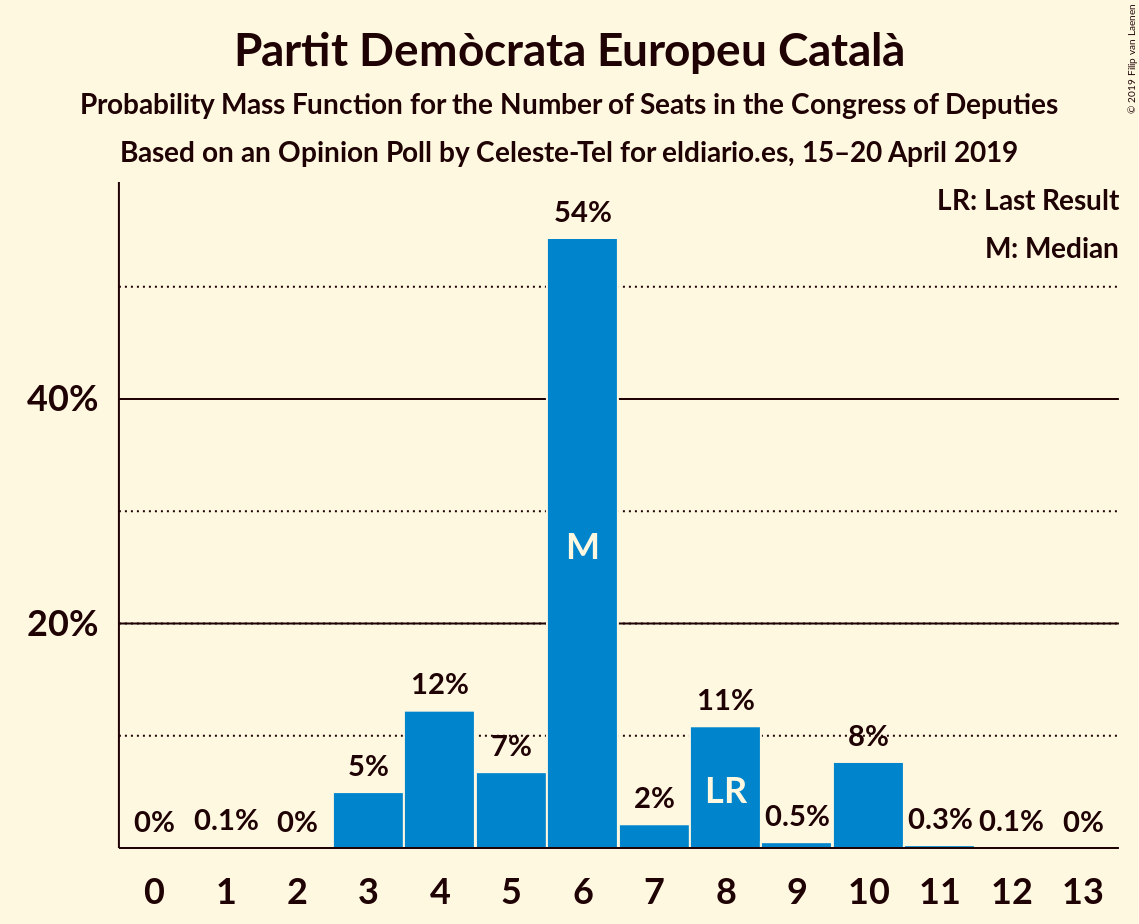 Partit Demòcrata Europeu Català
Probability Mass Function for the Number of Seats in the Congress of Deputies
Based on an Opinion Poll by Celeste-Tel for eldiario.es, 15–20 April 2019
© 2019 Filip van Laenen
LR: Last Result
M: Median
40%
20%
0%
0.1%
0%
5%
12%
7%
54%
M
2%
11%
LR
0.5%
8%
0.3%
0.1%
0%
0 1 2 3 4 5 6 7 8 9 10 11 12 13